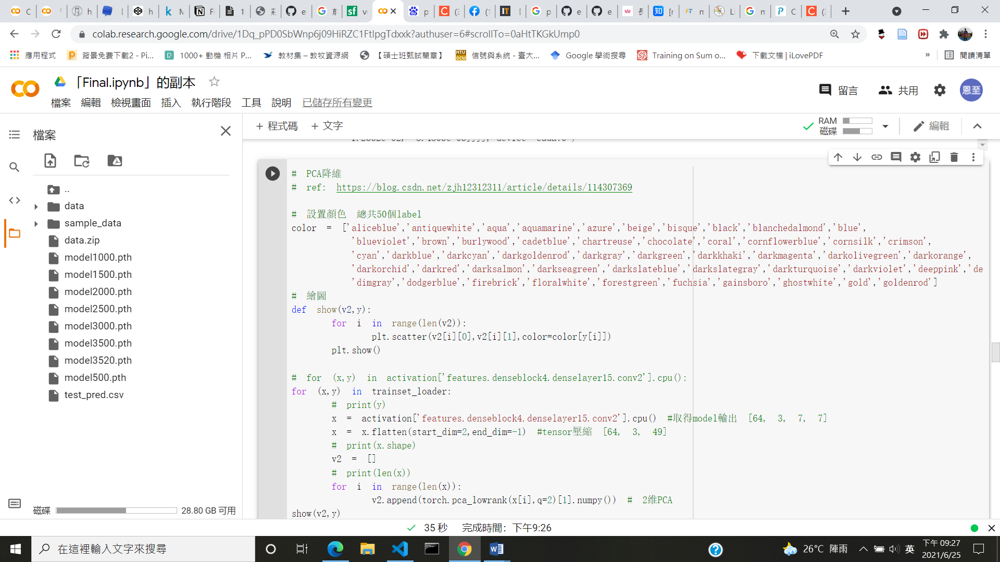 colab.research.google.com/drive/1Dq_pPD0SbWnp6j09HiRZC1FtIpgTdxxk?authuser=6#scrollTo=0aHtTKGkUmp0
應用程式
背景免費下載2 - Pi...
1000+ 動機 相片 P...
教材集 – 教牧資源網
【碩士班甄試簡章】
信號與系統 - 臺大...
Google 學術搜尋
Training on Sum o...
下載文檔 | iLovePDF
»
閱讀清單
「Final.ipynb」的副本
留言
共用
恩至
檔案 編輯 檢視畫面 插入 執行階段 工具 說明 已儲存所有變更
檔案
+ 程式碼 + 文字
RAM
磁碟
編輯
..
data
sample_data
data.zip
model1000.pth
model1500.pth
model2000.pth
model2500.pth
model3000.pth
model3500.pth
model3520.pth
model500.pth
test_pred.csv
磁碟 28.80 GB 可用
# PCA降維
# ref: https://blog.csdn.net/zjh12312311/article/details/114307369
# 設置顏色 總共50個label
color = ['aliceblue','antiquewhite','aqua','aquamarine','azure','beige','bisque','black','blanchedalmond','blue',
'blueviolet','brown','burlywood','cadetblue','chartreuse','chocolate','coral','cornflowerblue','cornsilk','crimson',
'cyan','darkblue','darkcyan','darkgoldenrod','darkgray','darkgreen','darkkhaki','darkmagenta','darkolivegreen','darkorange',
'darkorchid','darkred','darksalmon','darkseagreen','darkslateblue','darkslategray','darkturquoise','darkviolet','deeppink','de
'dimgray','dodgerblue','firebrick','floralwhite','forestgreen','fuchsia','gainsboro','ghostwhite','gold','goldenrod']
# 繪圖
def show(v2,y):
for i in range(len(v2)):
plt.scatter(v2[i][0],v2[i][1],color=color[y[i]])
plt.show()
# for (x,y) in activation['features.denseblock4.denselayer15.conv2'].cpu():
for (x,y) in trainset_loader:
# print(y)
x = activation['features.denseblock4.denselayer15.conv2'].cpu() #取得model輸出 [64, 3, 7, 7]
x = x.flatten(start_dim=2,end_dim=-1) #tensor壓縮 [64, 3, 49]
# print(x.shape)
v2 = []
# print(len(x))
for i in range(len(x)):
v2.append(torch.pca_lowrank(x[i],q=2)[1].numpy()) # 2维PCA
show(v2,y)
35 秒 完成時間: 下午9:26
在這裡輸入文字來搜尋
26°C 陣雨
英
下午 09:27
2021/6/25